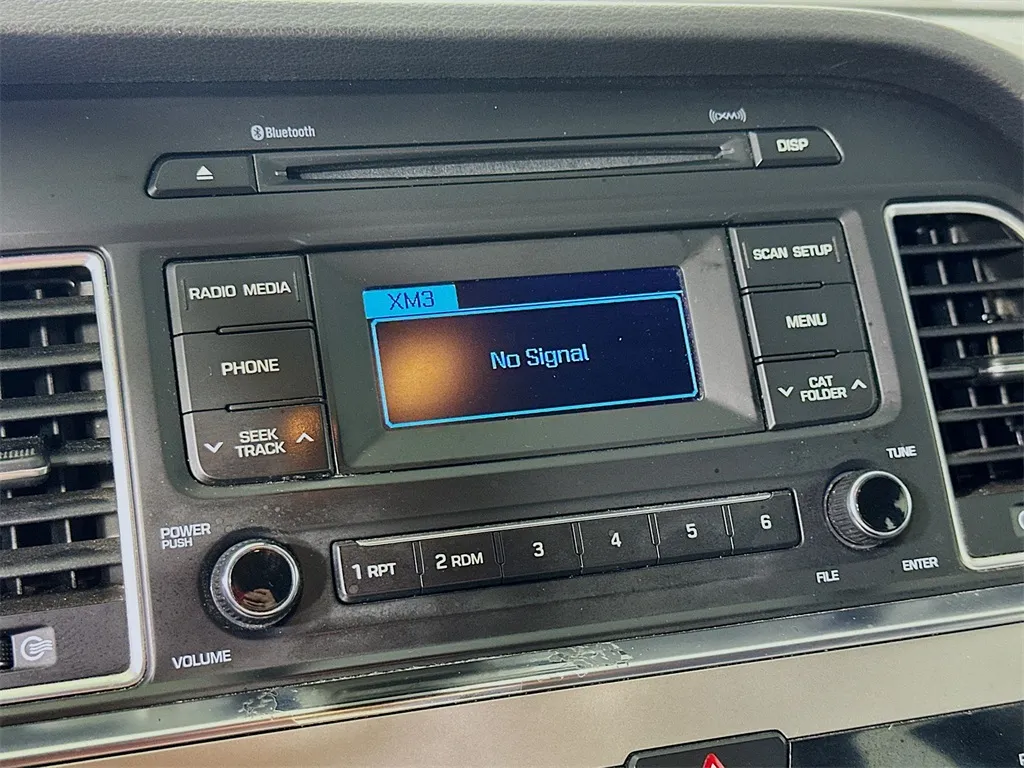 Bluetooth
((XM))
DISP
RADIO MEDIA
SCAN SETUP
XM3
No Signal
PHONE
MENU
SEEK
TRACK
CAT
FOLDER
POWER
PUSH
TUNE
1 RPT
2 RDM
3
4
5
6
VOLUME
FILE
ENTER